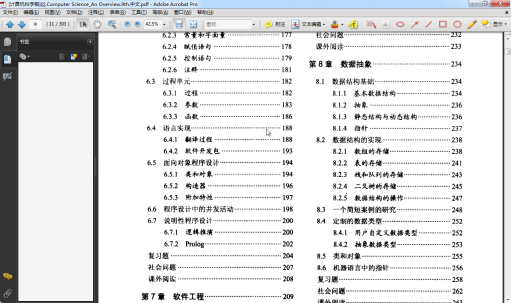 [计算机科学概论].Computer Science_An Overview.9th.中文.pdf - Adobe Acrobat Pro
文件(F) 编辑(E) 视图(V) 文档(D) 注释(C) 表单(R) 工具(T) 高级(A) 窗口(W) 帮助(H)
(11 / 393) 42.5% 查找 注释 文本编辑 显示
书签
6.2.3 常量和字面量 177
6.2.4 赋值语句 178
6.2.5 控制语句 179
6.2.6 注释 181
6.3 过程单元 182
6.3.1 过程 182
6.3.2 参数 183
6.3.3 函数 186
6.4 语言实现 188
6.4.1 翻译过程 188
6.4.2 软件开发包 193
6.5 面向对象程序设计 194
6.5.1 类和对象 194
6.5.2 构造器 196
6.5.3 附加特性 197
6.6 程序设计中的并发活动 198
6.7 说明性程序设计 200
6.7.1 逻辑推演 200
6.7.2 Prolog 202
复习题 204
社会问题 207
课外阅读 208
第 7 章 软件工程 209
社会问题 232
课外阅读 233
第 8 章 数据抽象 234
8.1 数据结构基础 234
8.1.1 基本数据结构 234
8.1.2 抽象 236
8.1.3 静态结构与动态结构 236
8.1.4 指针 237
8.2 数据结构的实现 238
8.2.1 数组的存储 238
8.2.2 表的存储 241
8.2.3 栈和队列的存储 243
8.2.4 二叉树的存储 245
8.2.5 数据结构的操作 247
8.3 一个简短案例的研究 248
8.4 定制的数据类型 252
8.4.1 用户自定义数据类型 252
8.4.2 抽象数据类型 253
8.5 类和对象 255
8.6 机器语言中的指针 256
复习题 258
社会问题 262
课外阅读 263